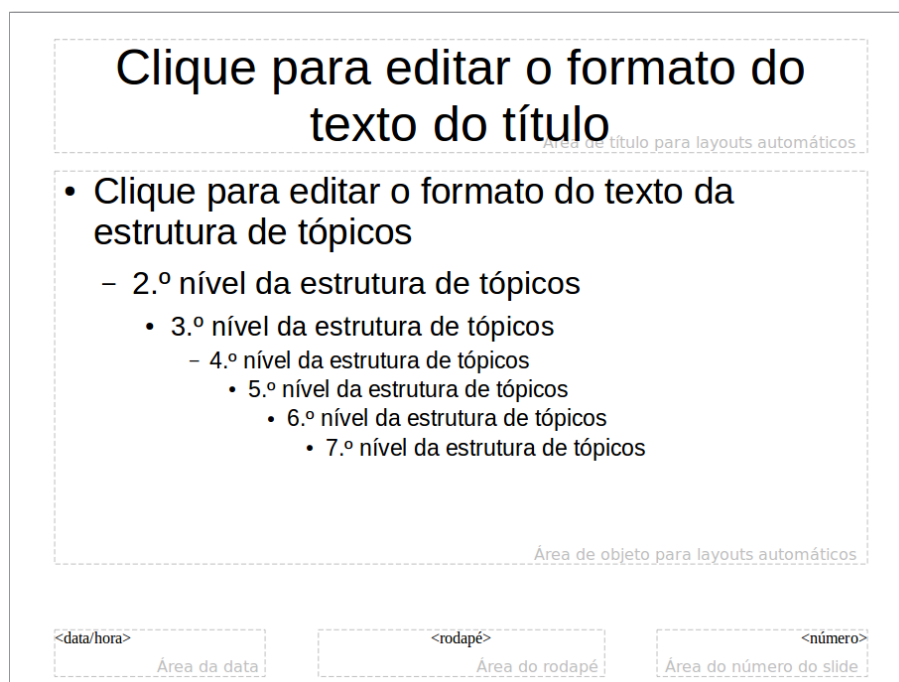 Clique para editar o formato do
texto do título
Área de título para layouts automáticos
• Clique para editar o formato do texto da
estrutura de tópicos
– 2.º nível da estrutura de tópicos
• 3.º nível da estrutura de tópicos
– 4.º nível da estrutura de tópicos
• 5.º nível da estrutura de tópicos
• 6.º nível da estrutura de tópicos
• 7.º nível da estrutura de tópicos
Área de objeto para layouts automáticos
<data/hora>
Área da data
<rodapé>
Área do rodapé
<número>
Área do número do slide